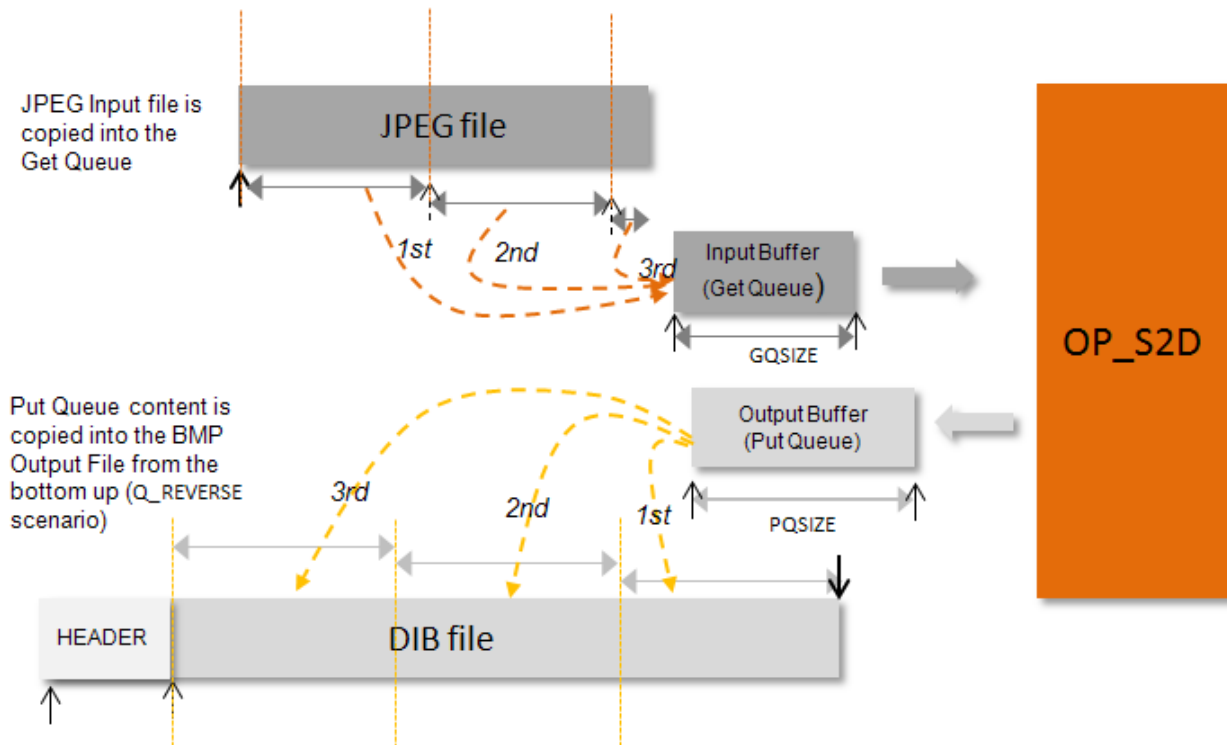 JPEG Input file is
copied into the
Get Queue
JPEG file
1st
2nd
3rd
Input Buffer
(Get Queue)
GQSIZE
OP_S2D
Put Queue content is
copied into the BMP
Output File from the
bottom up (Q_REVERSE
scenario)
Output Buffer
(Put Queue)
PQSIZE
3rd
2nd
1st
HEADER
DIB file